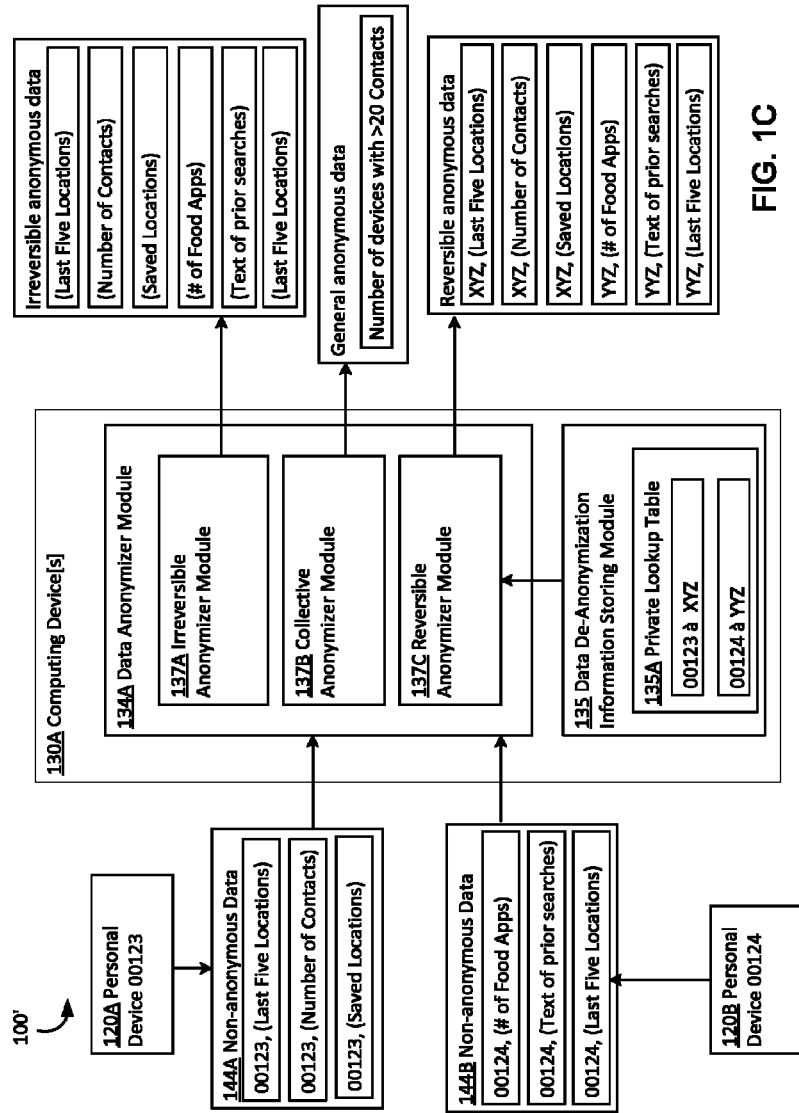 100'
120A Personal
Device 00123
144A Non-anonymous Data
00123, (Last Five Locations)
00123, (Number of Contacts)
00123, (Saved Locations)
144B Non-anonymous Data
00124, (# of Food Apps)
00124, (Text of prior searches)
00124, (Last Five Locations)
120B Personal
Device 00124
130A Computing Device[s]
134A Data Anonymizer Module
137A Irreversible
Anonymizer Module
137B Collective
Anonymizer Module
137C Reversible
Anonymizer Module
135 Data De-Anonymization
Information Storing Module
135A Private Lookup Table
00123 à XYZ
00124 à YYZ
Irreversible anonymous data
(Last Five Locations)
(Number of Contacts)
(Saved Locations)
(# of Food Apps)
(Text of prior searches)
(Last Five Locations)
General anonymous data
Number of devices with >20 Contacts
Reversible anonymous data
XYZ, (Last Five Locations)
XYZ, (Number of Contacts)
XYZ, (Saved Locations)
YYZ, (# of Food Apps)
YYZ, (Text of prior searches)
YYZ, (Last Five Locations)
FIG. 1C